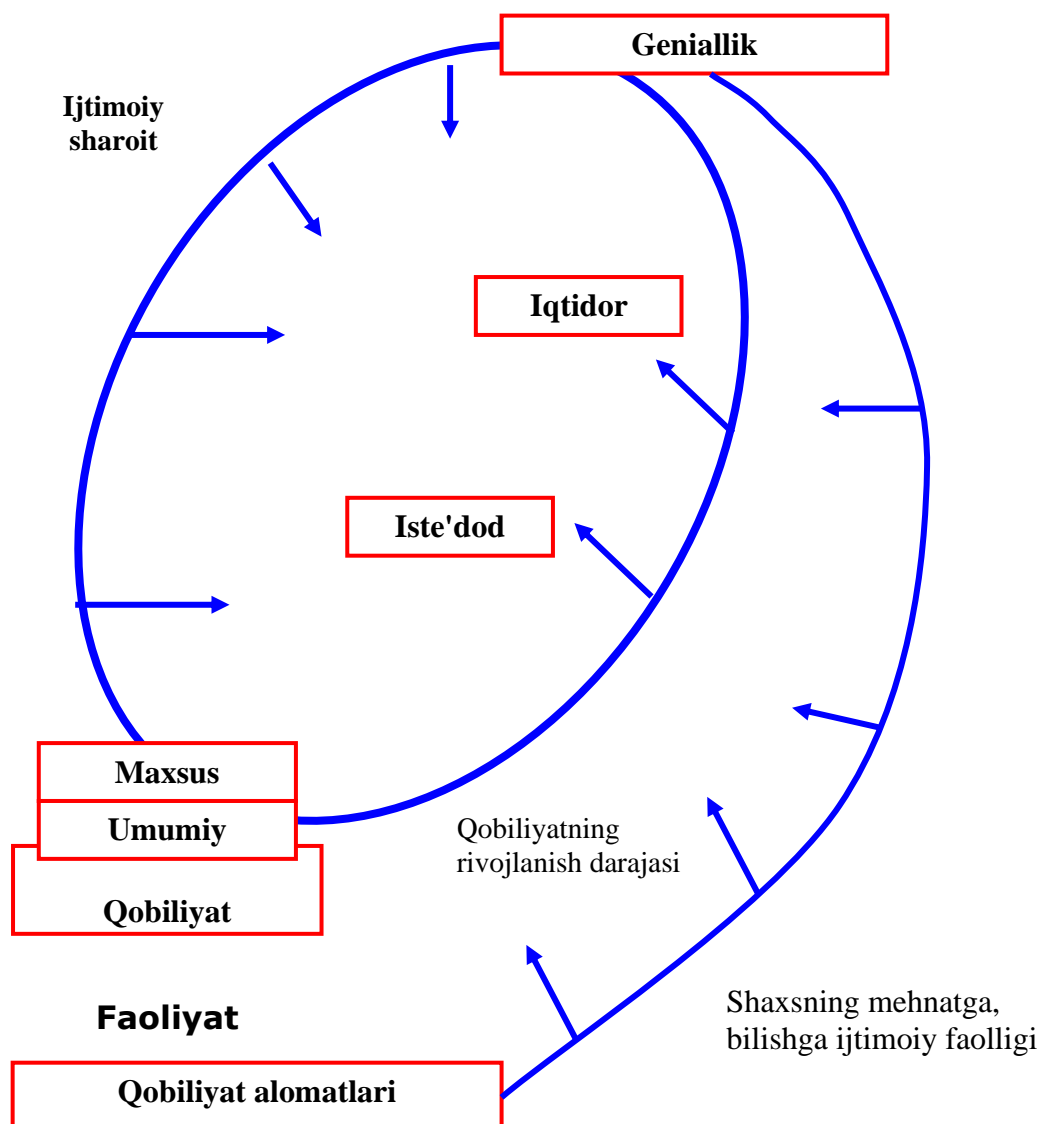 Geniallik
Ijtimoiy
sharoit
Iqtidor
Iste'dod
Maxsus
Umumiy
Qobiliyat
Qobiliyatning
rivojlanish darajasi
Faoliyat
Shaxsning mehnatga,
bilishga ijtimoiy faolligi
Qobiliyat alomatlari